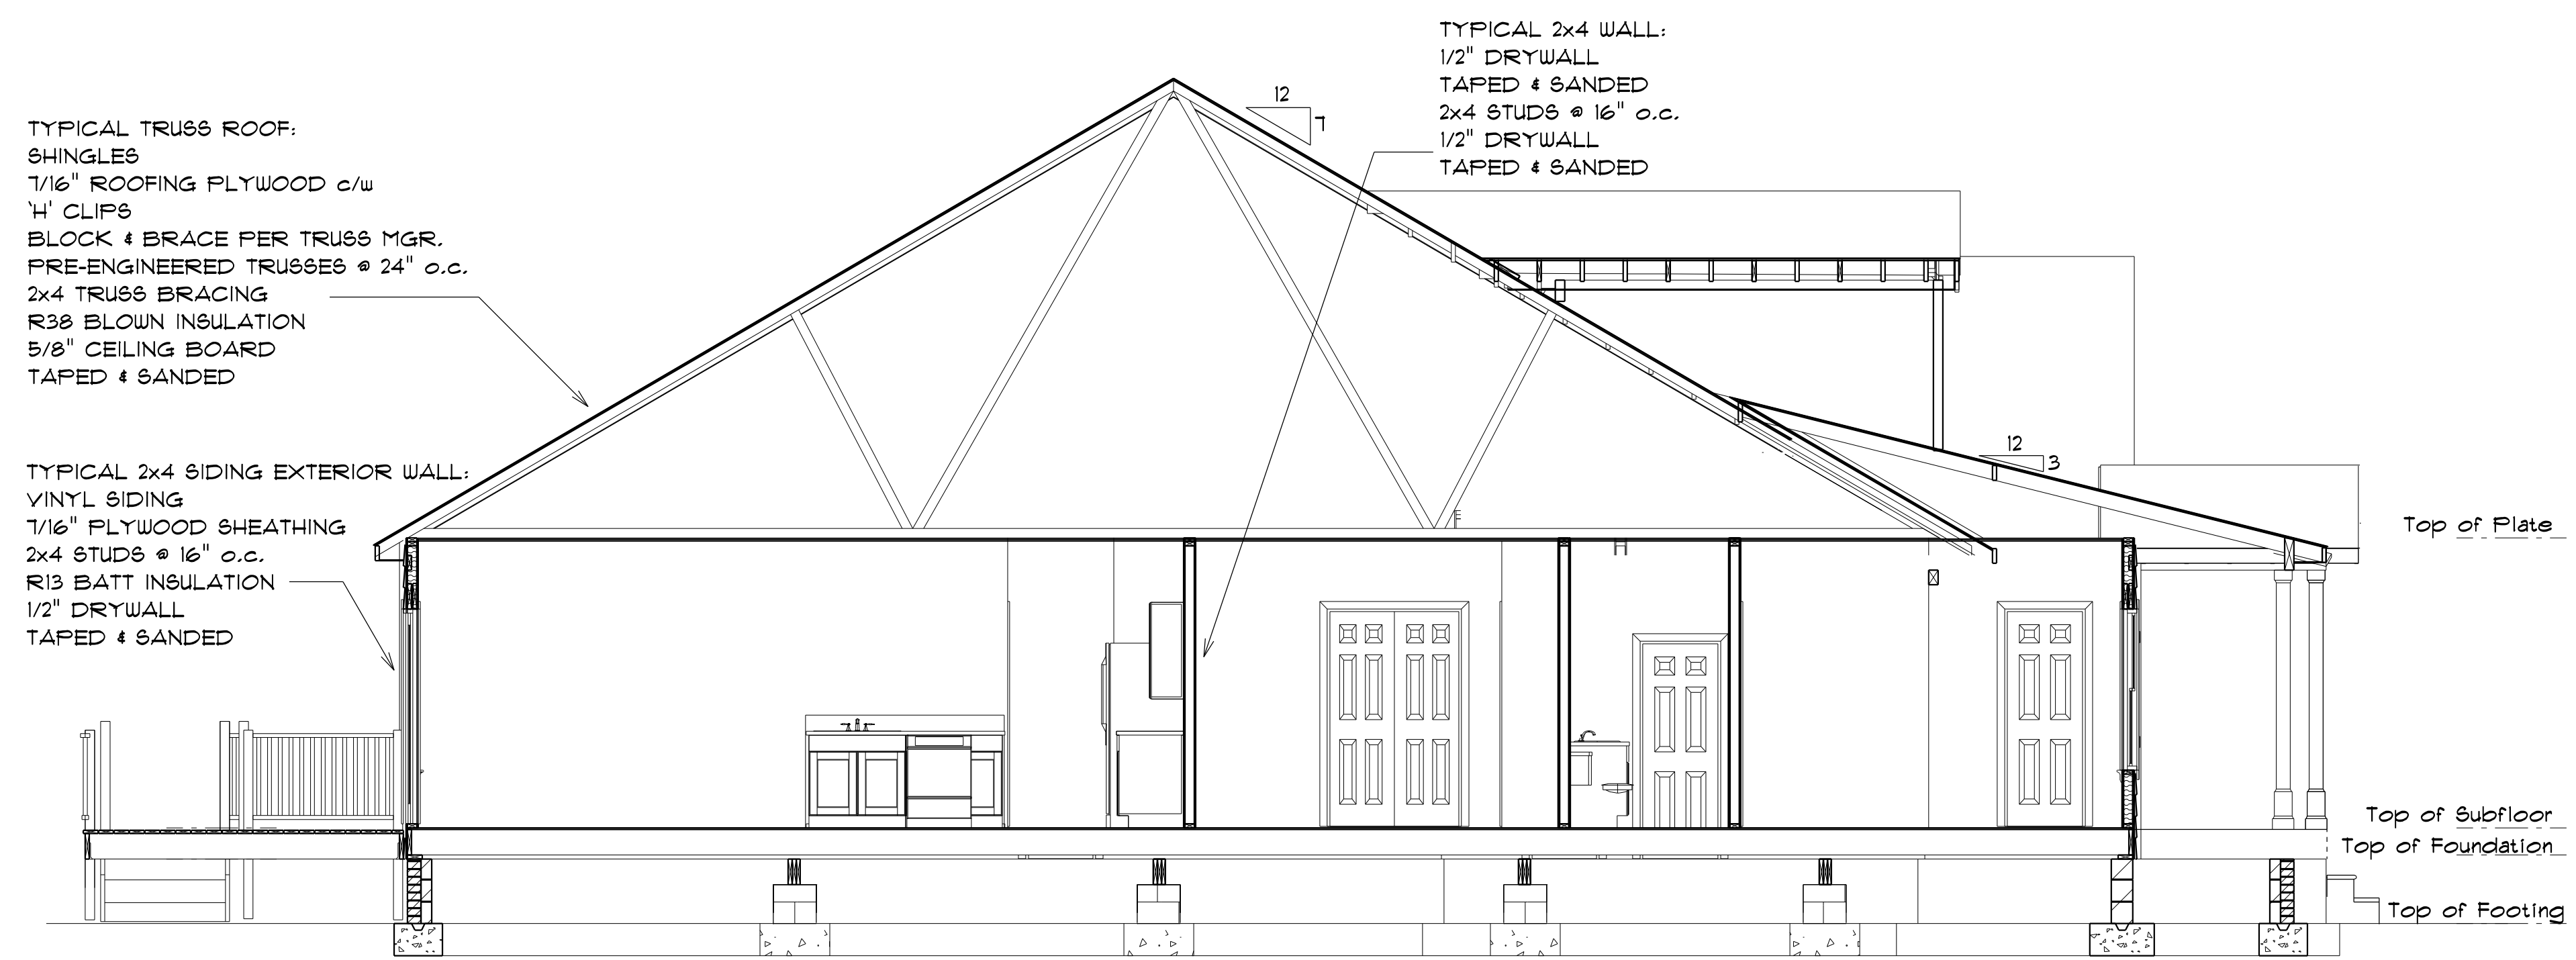 TYPICAL 2x4 WALL:
1/2" DRYWALL
TAPED & SANDED
2x4 STUDS @ 16" o.c.
1/2" DRYWALL
TAPED & SANDED
12
7
TYPICAL TRUSS ROOF:
SHINGLES
7/16" ROOFING PLYWOOD c/w
'H' CLIPS
BLOCK & BRACE PER TRUSS MGR.
PRE-ENGINEERED TRUSSES @ 24" o.c.
2x4 TRUSS BRACING
R38 BLOWN INSULATION
5/8" CEILING BOARD
TAPED & SANDED
12
3
TYPICAL 2x4 SIDING EXTERIOR WALL:
VINYL SIDING
7/16" PLYWOOD SHEATHING
2x4 STUDS @ 16" o.c.
R13 BATT INSULATION
1/2" DRYWALL
TAPED & SANDED
Top of Plate
Top of Subfloor
Top of Foundation
Top of Footing